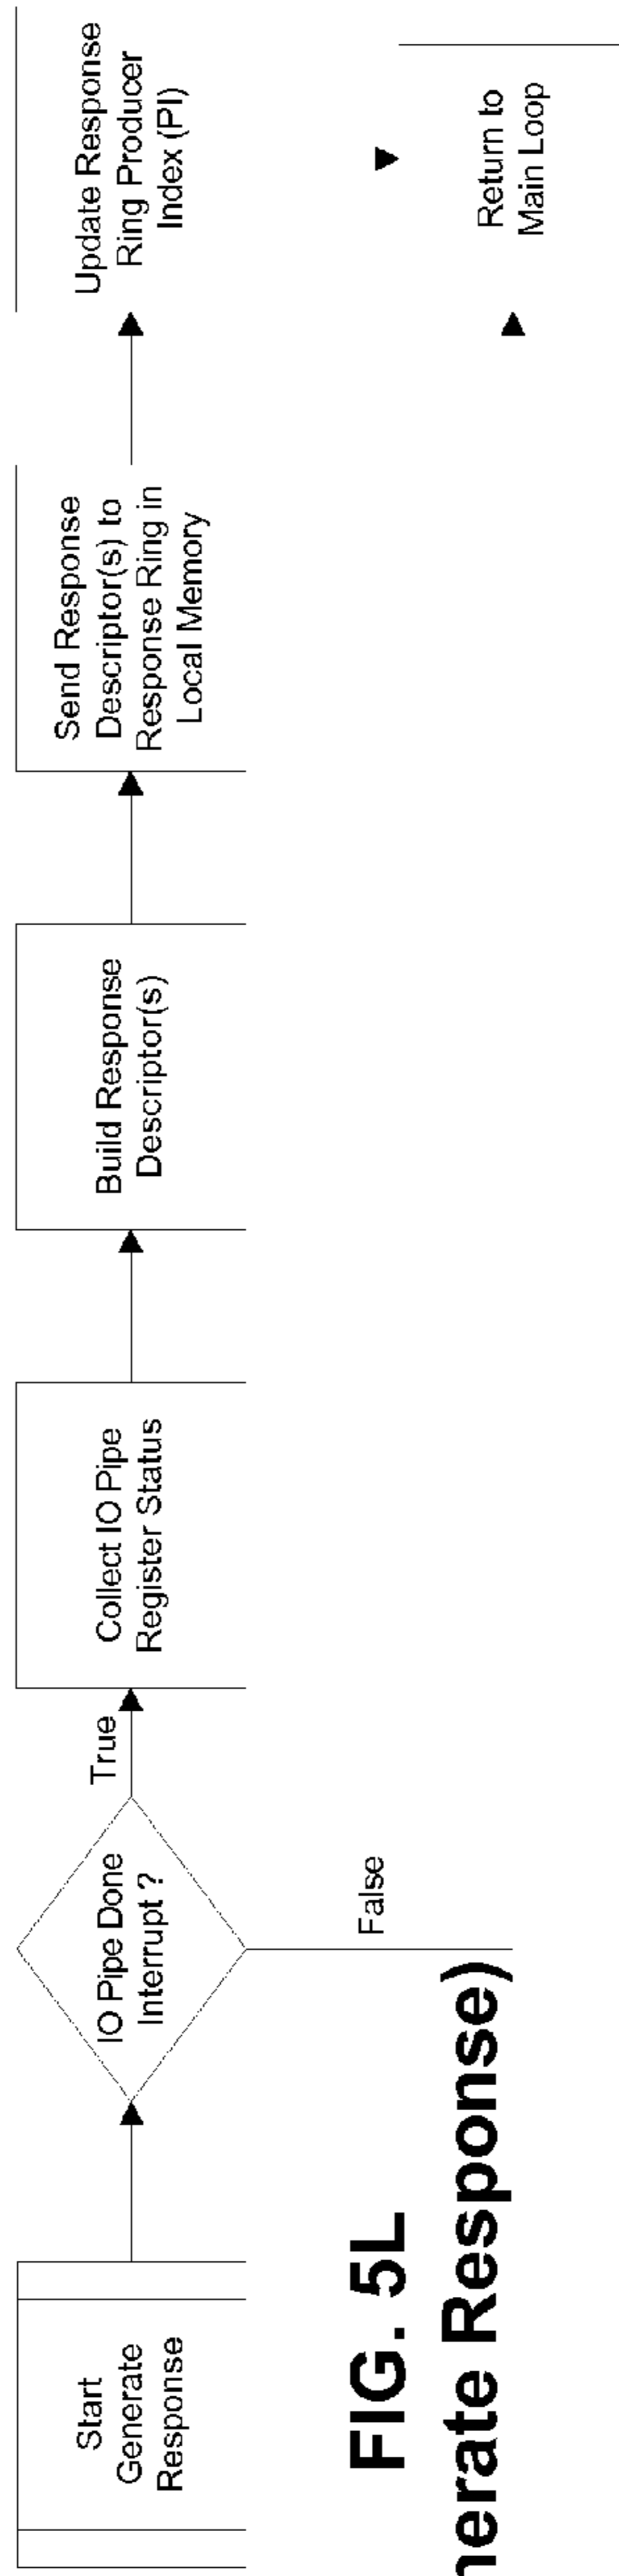 Start
Generate
Response
IO Pipe Done
Interrupt ?
True
False
Collect IO Pipe
Register Status
Build Response
Descriptor(s)
Send Response
Descriptor(s) to
Response Ring in
Local Memory
Update Response
Ring Producer
Index (PI)
Return to
Main Loop
FIG. 5L
nerate Response)